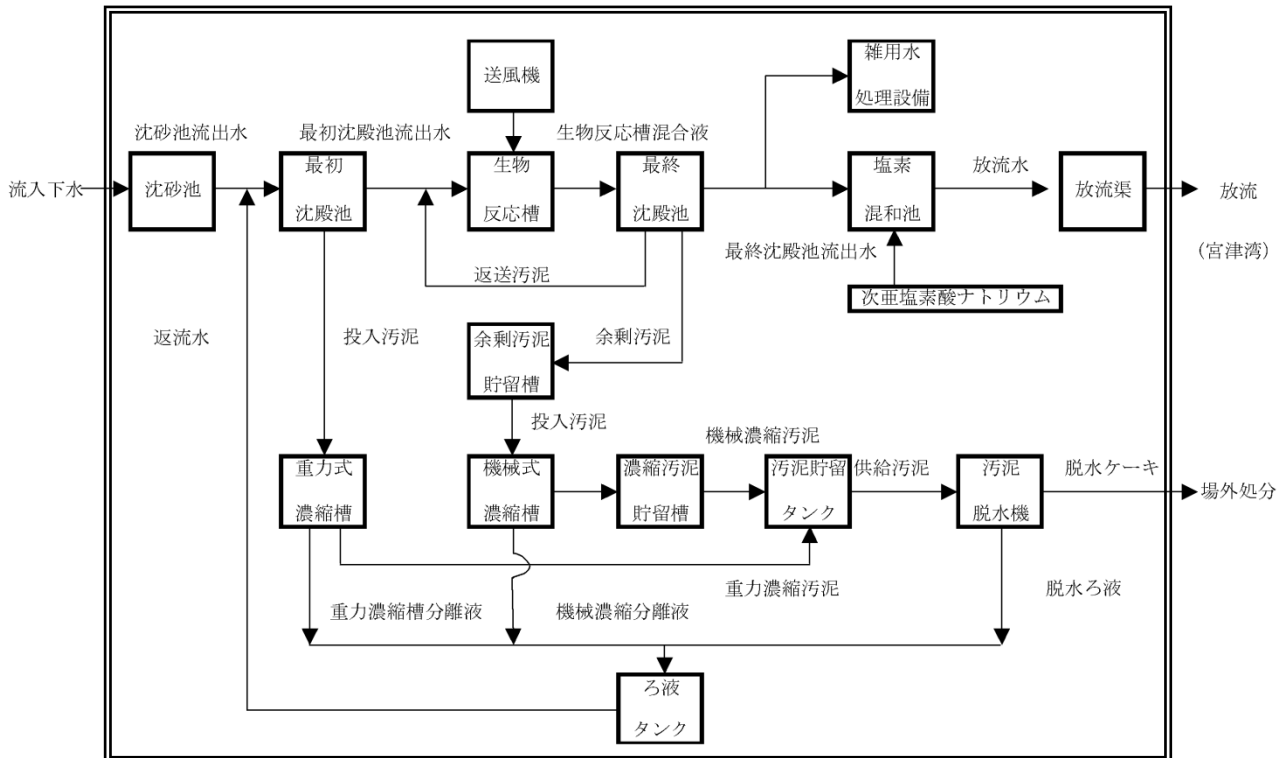 送風機
雑用水
処理設備
沈砂池流出水
最初沈殿池流出水
生物反応槽混合液
流入下水
沈砂池
最初
沈殿池
生物
反応槽
最終
沈殿池
塩素
混和池
放流水
放流渠
放流
(宮津湾)
返送汚泥
最終沈殿池流出水
次亜塩素酸ナトリウム
返流水
投入汚泥
余剰汚泥
貯留槽
余剰汚泥
投入汚泥
機械濃縮汚泥
重力式
濃縮槽
機械式
濃縮槽
濃縮汚泥
貯留槽
汚泥貯留
タンク
供給汚泥
汚泥
脱水機
脱水ケーキ
場外処分
重力濃縮汚泥
脱水ろ液
重力濃縮槽分離液
機械濃縮分離液
ろ液
タンク